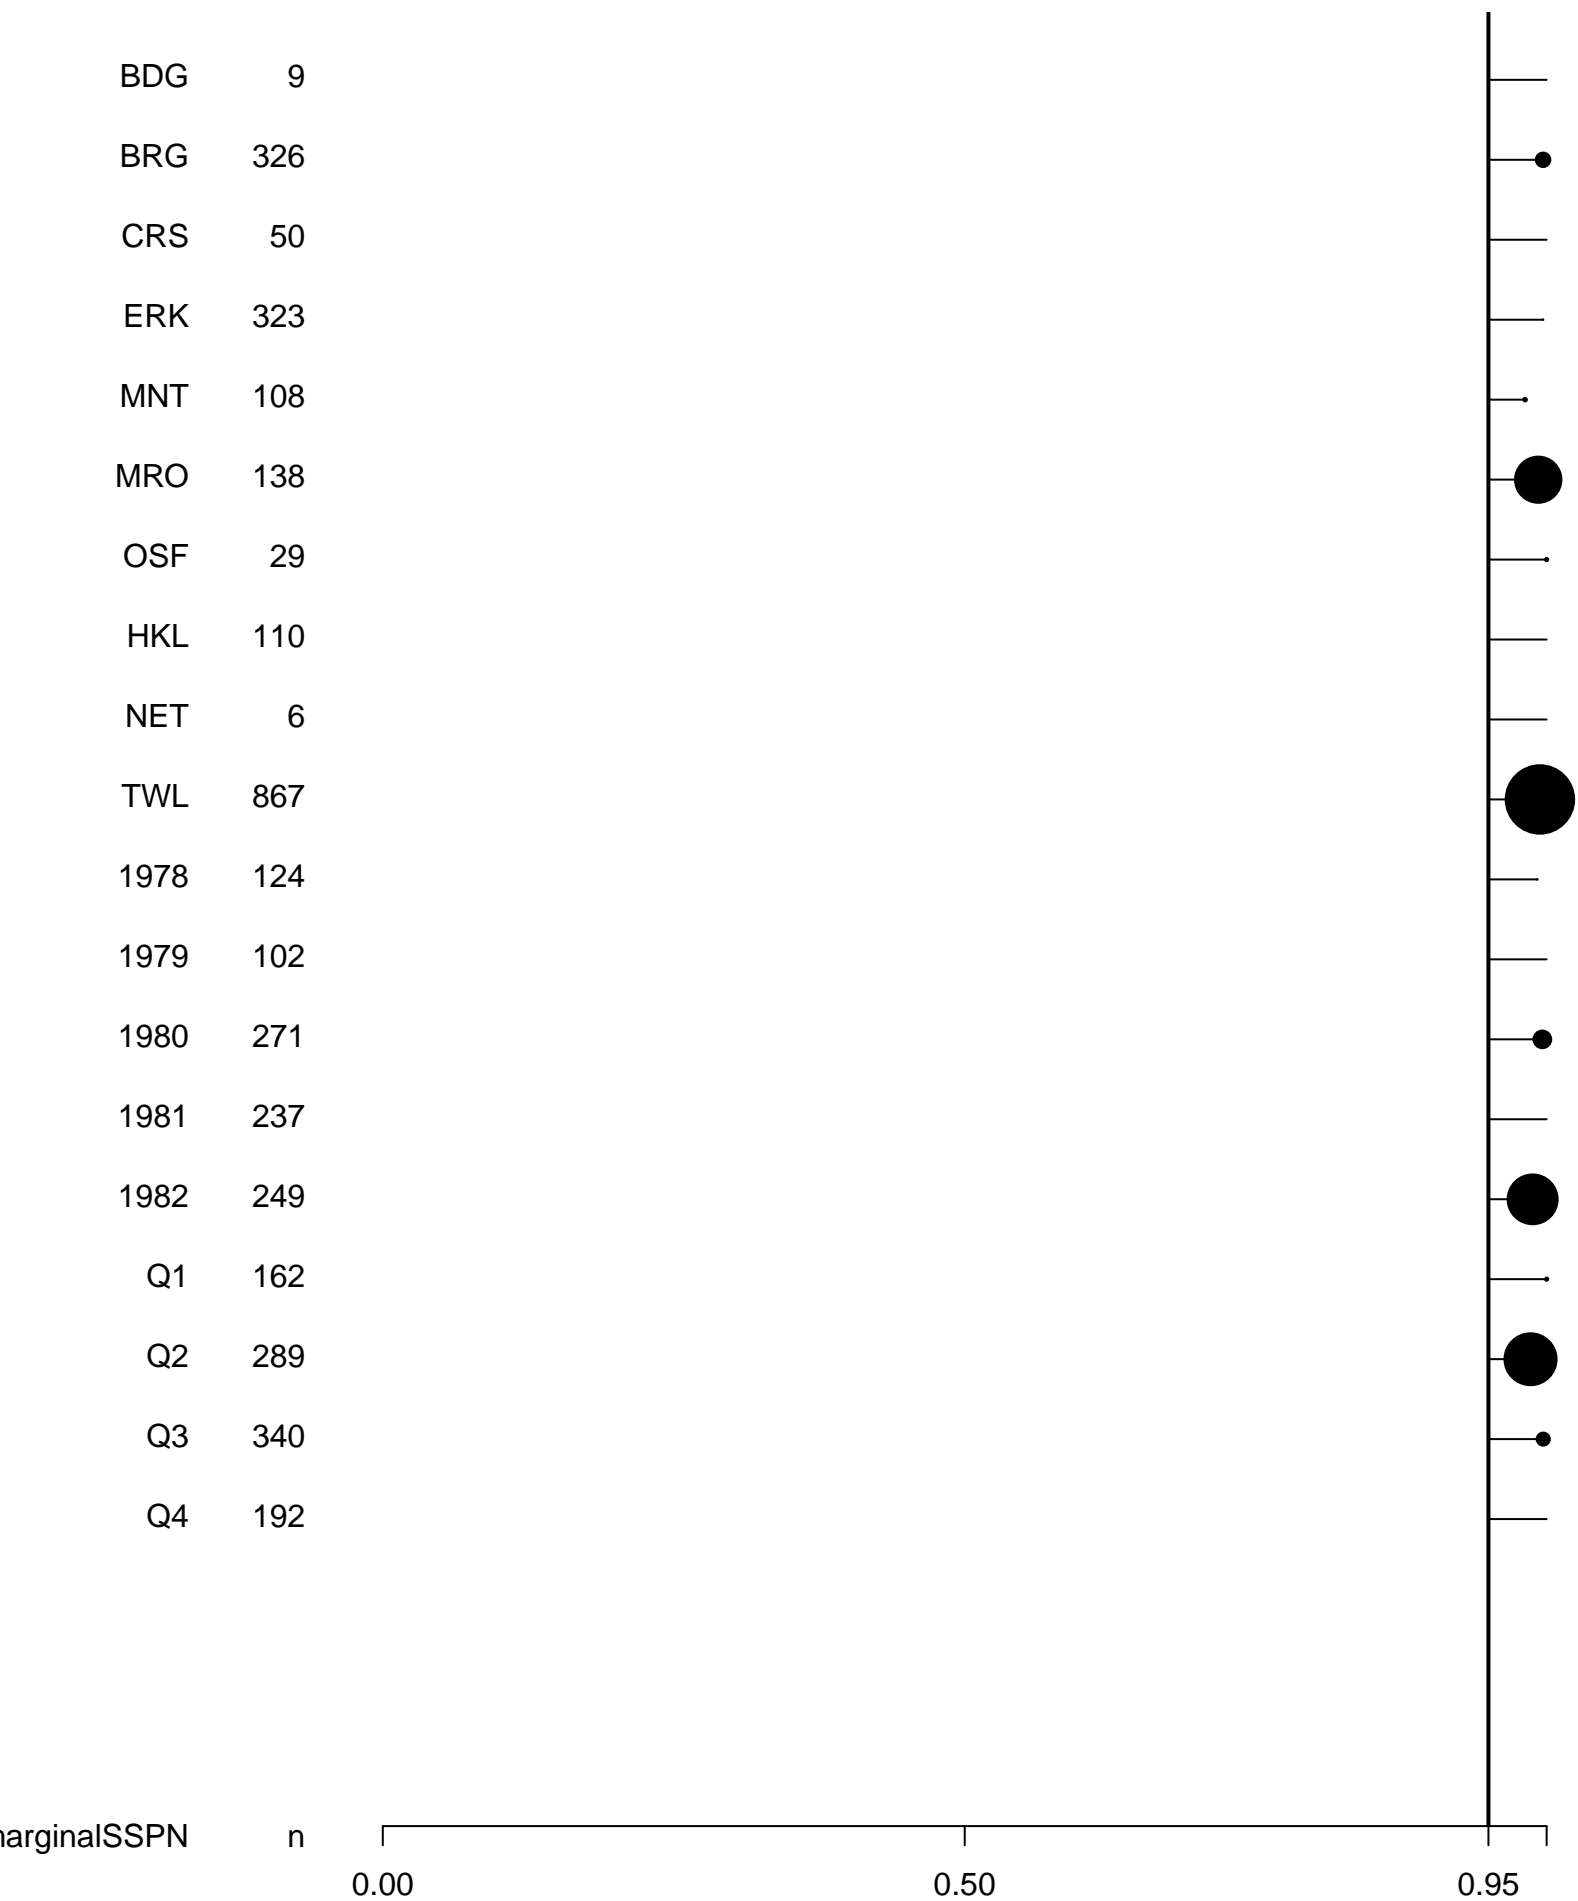 BDG 9
BRG 326
CRS 50
ERK 323
MNT 108
MRO 138
OSF 29
HKL 110
NET 6
TWL 867
1978 124
1979 102
1980 271
1981 237
1982 249
Q1 162
Q2 289
Q3 340
Q4 192
arginalSSPN n
0.00 0.50 0.95